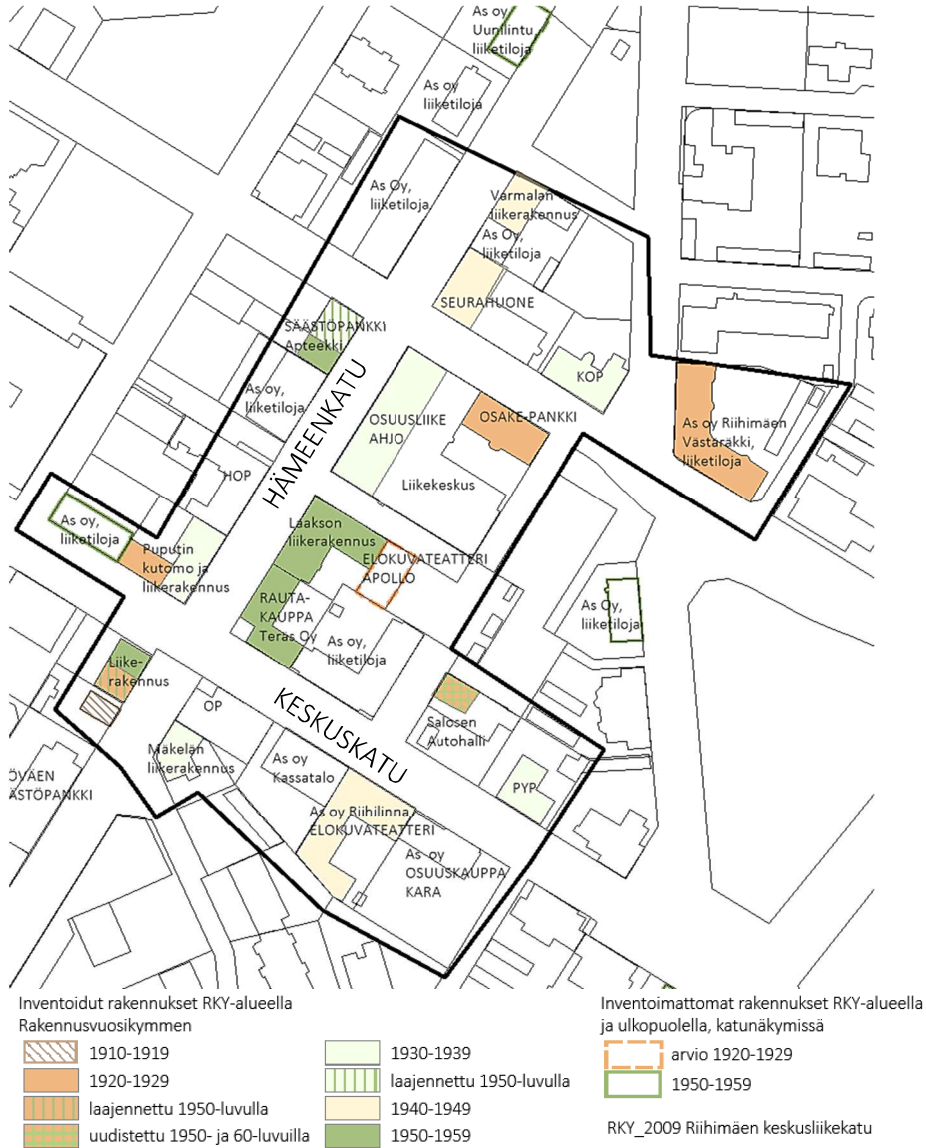 As oy
Uunilintu,
liiketiloja
As oy
liiketiloja
As Oy,
liiketiloja
Varmalan
liikerakennus
As Oy,
liiketiloja
SEURAHUONE
SÄÄSTÖPANKKI
Apteekki
KOP
As oy,
liiketiloja
HÄMEENKATU
OSUUSLIIKE
AHJO
OSAKE-PANKKI
As oy Riihimäen
Västäräkki,
liiketiloja
Liikekeskus
HOP
As oy,
liiketiloja
Puputin
kutomo ja
liikerakennus
Laakson
liikerakennus
ELOKUVATEATTERI
APOLLO
RAUTA-
KAUPPA
Teräs Oy
As oy,
liiketiloja
As Oy,
liiketiloja
Liike-
rakennus
OP
KESKUSKATU
Salosen
Autohalli
Mäkelän
liikerakennus
As oy
Kassatalo
PYP
ÖVÄEN
ÄSTÖPANKKI
As oy Riihilinna,
ELOKUVATEATTERI
As oy
OSUUSKAUPPA
KARA
Inventoidut rakennukset RKY-alueella
Rakennusvuosikymmen
1910-1919
1920-1929
laajennettu 1950-luvulla
uudistettu 1950- ja 60-luvuilla
1930-1939
laajennettu 1950-luvulla
1940-1949
1950-1959
Inventoimattomat rakennukset RKY-alueella
ja ulkopuolella, katunäkymissä
arvio 1920-1929
1950-1959
RKY_2009 Riihimäen keskusliikekatu